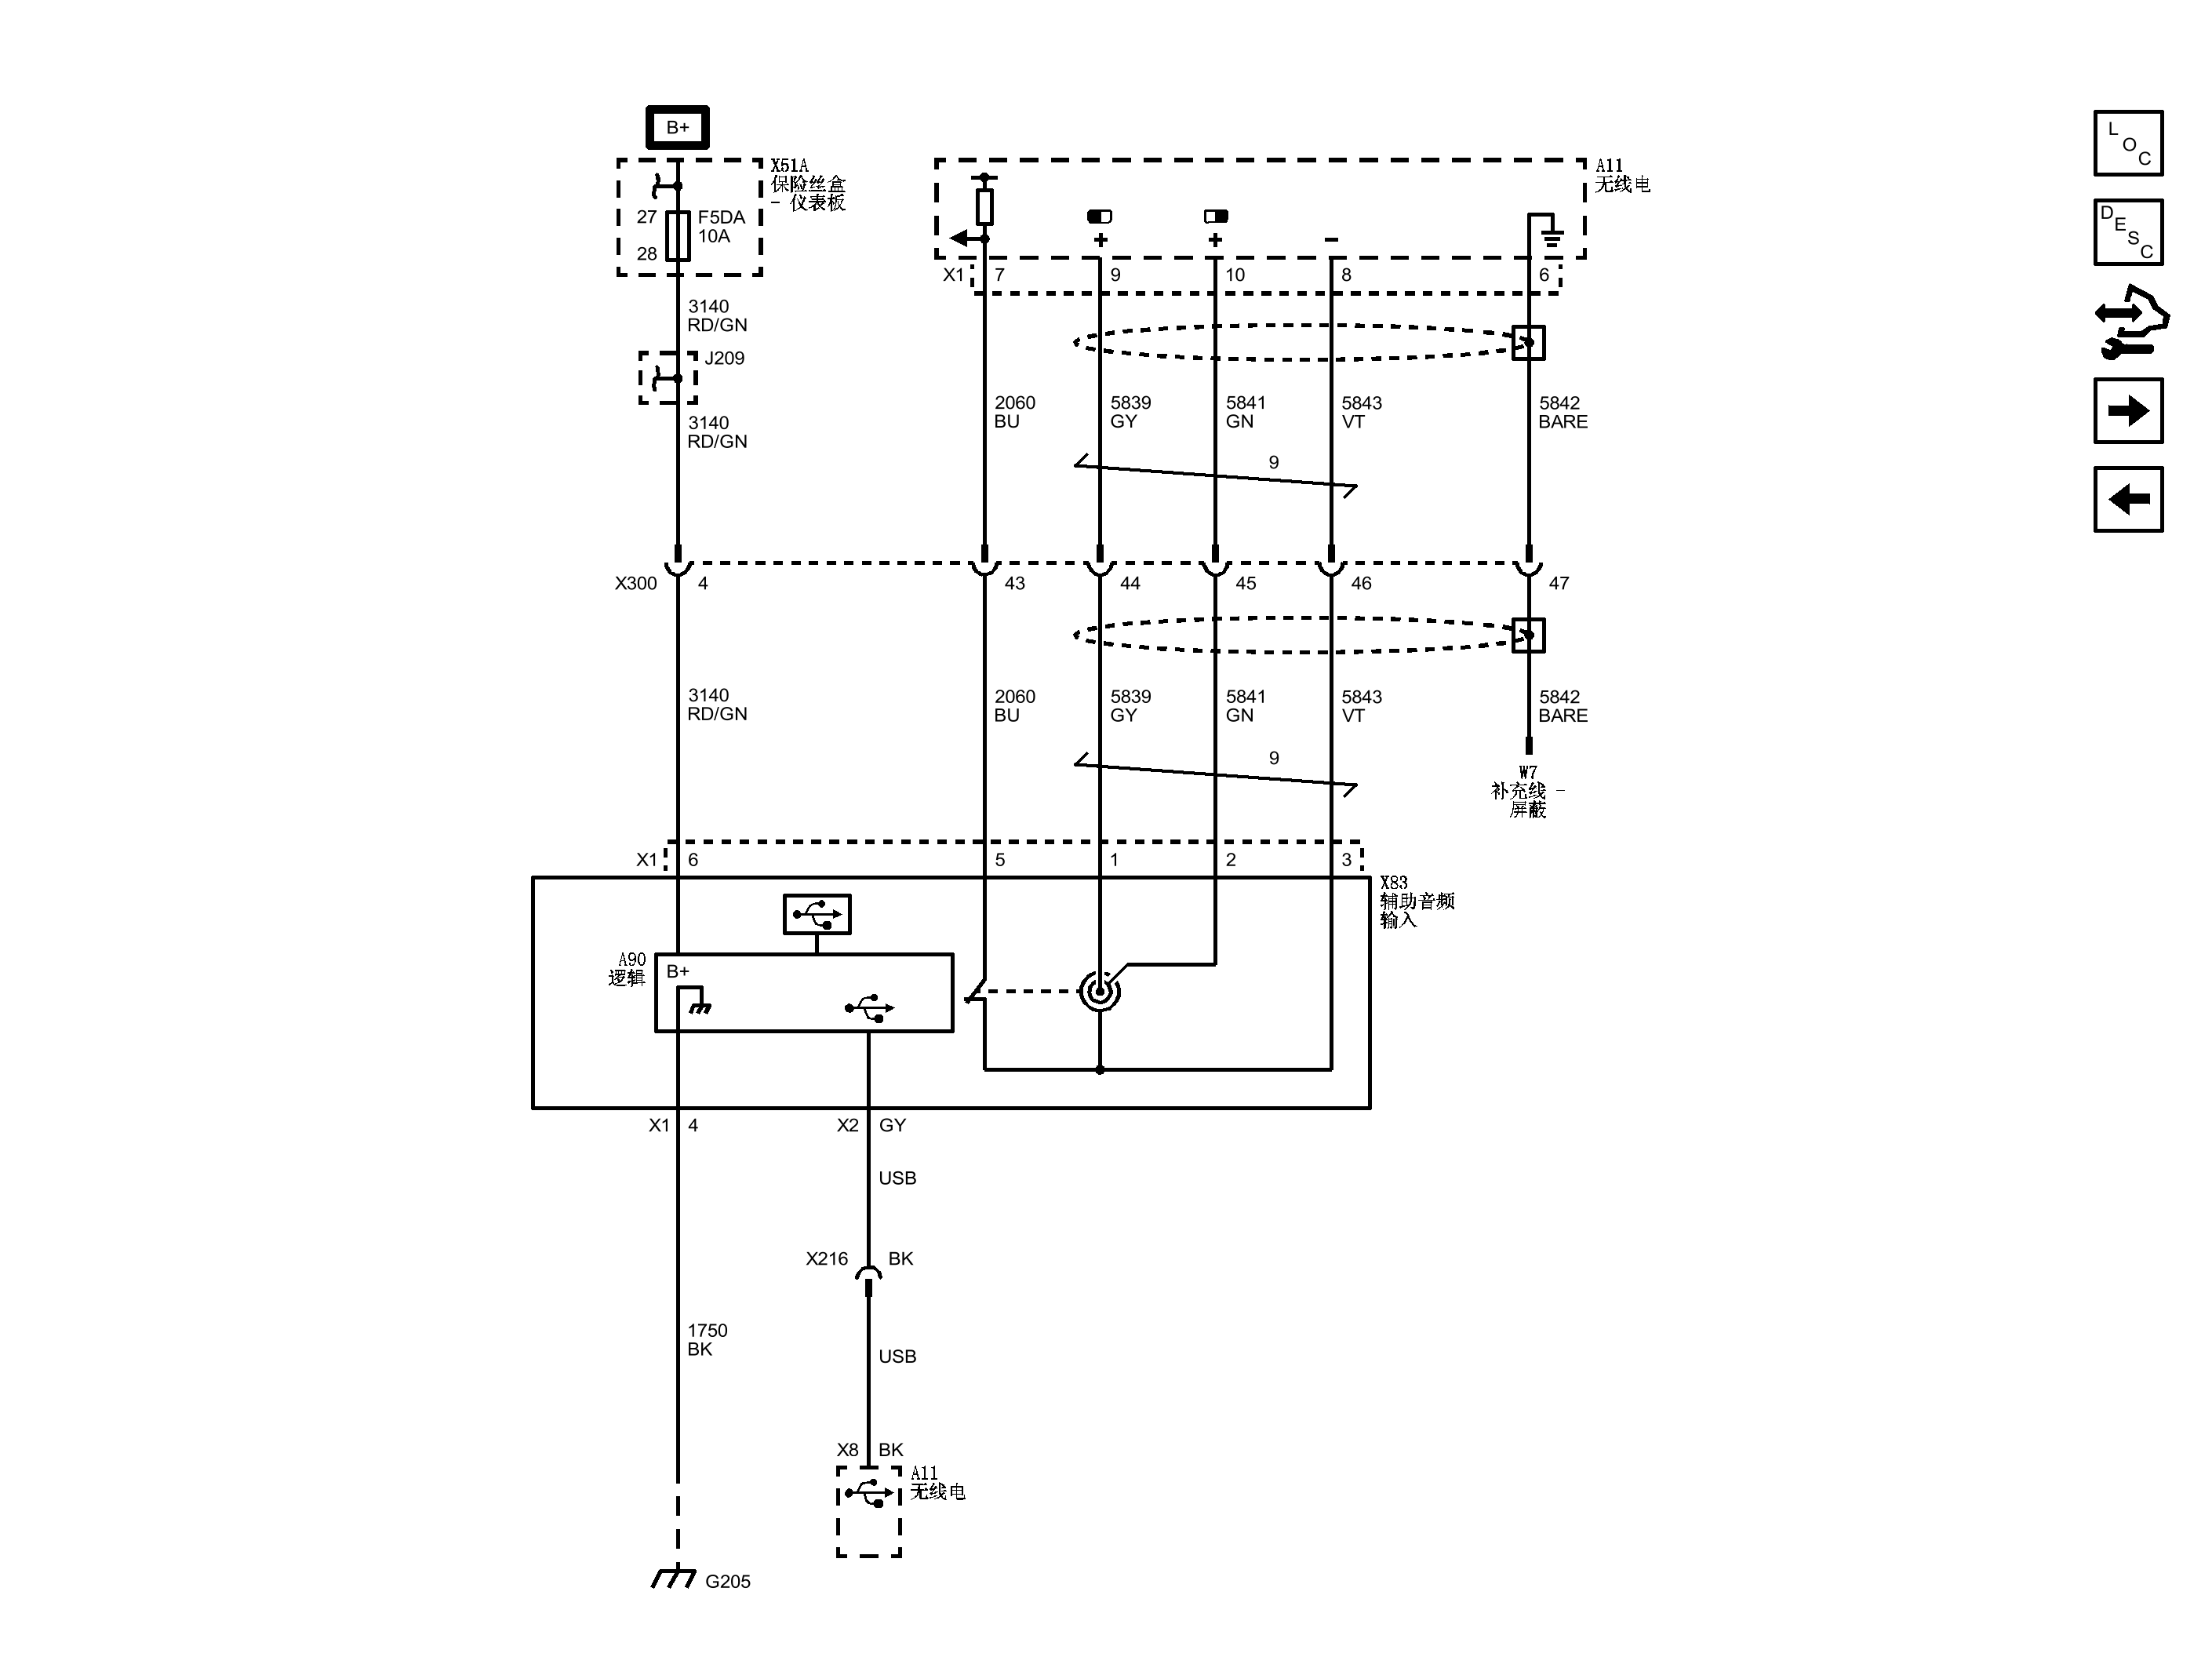 B+
X51A
保险丝盒
- 仪表板
27
F5DA
10A
28
A11
无线电
+
+
-
X1
7
9
10
8
6
3140
RD/GN
J209
3140
RD/GN
2060
BU
5839
GY
5841
GN
5843
VT
5842
BARE
9
X300
4
43
44
45
46
47
3140
RD/GN
2060
BU
5839
GY
5841
GN
5843
VT
5842
BARE
9
W7
补充线 -
屏蔽
X1
6
5
1
2
3
X83
辅助音频
输入
A90
逻辑
B+
X1
4
X2
GY
USB
X216
BK
1750
BK
USB
X8
BK
A11
无线电
G205
LOC
DESC